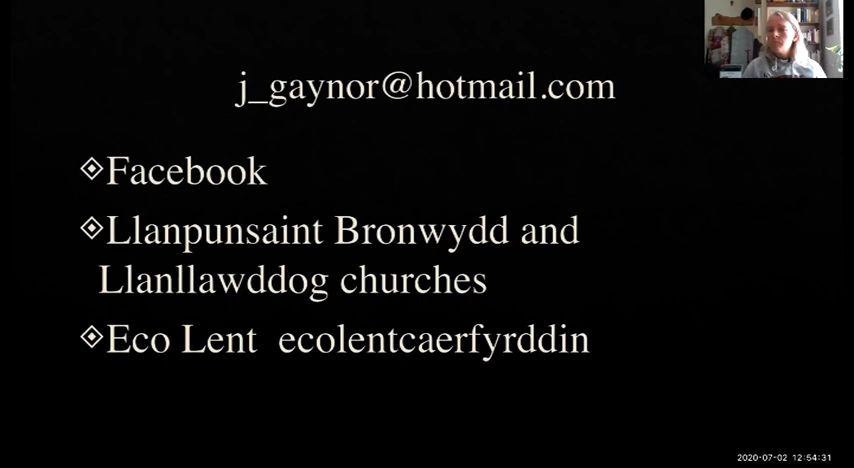 j_gaynor@hotmail.com
Facebook
Llanpunsaint Bronwydd and
Llanllawddog churches
Eco Lent ecolentcaerfyrddin
2020-07-02 12:54:31